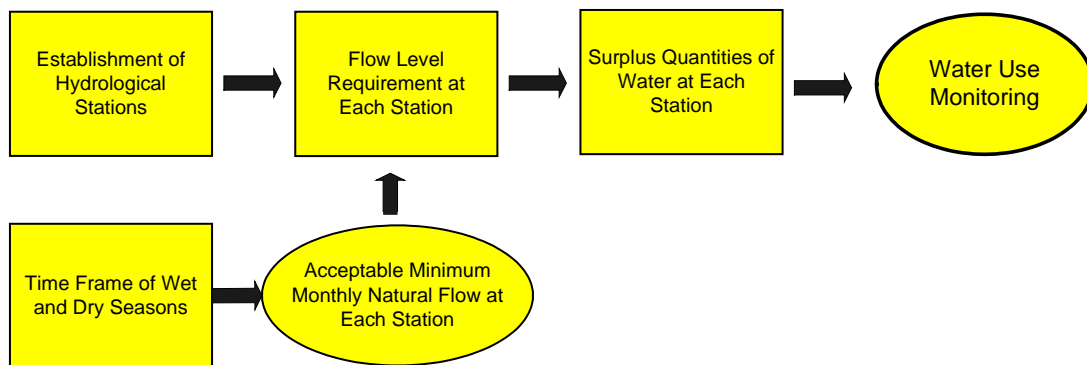 Establishment of
Hydrological
Stations
Flow Level
Requirement at
Each Station
Surplus Quantities of
Water at Each
Station
Water Use
Monitoring
Time Frame of Wet
and Dry Seasons
Acceptable Minimum
Monthly Natural Flow at
Each Station